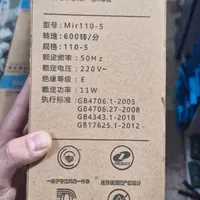 型号：Mir110-5
转速：600转/分
规格：110-5
额定频率：50Hz
额定电压：220V~
绝缘等级：E
额定功率：11W
执行标准：GB4706.1-2005
GB4706.27-2008
GB4343.1-2018
GB17625.1-2012